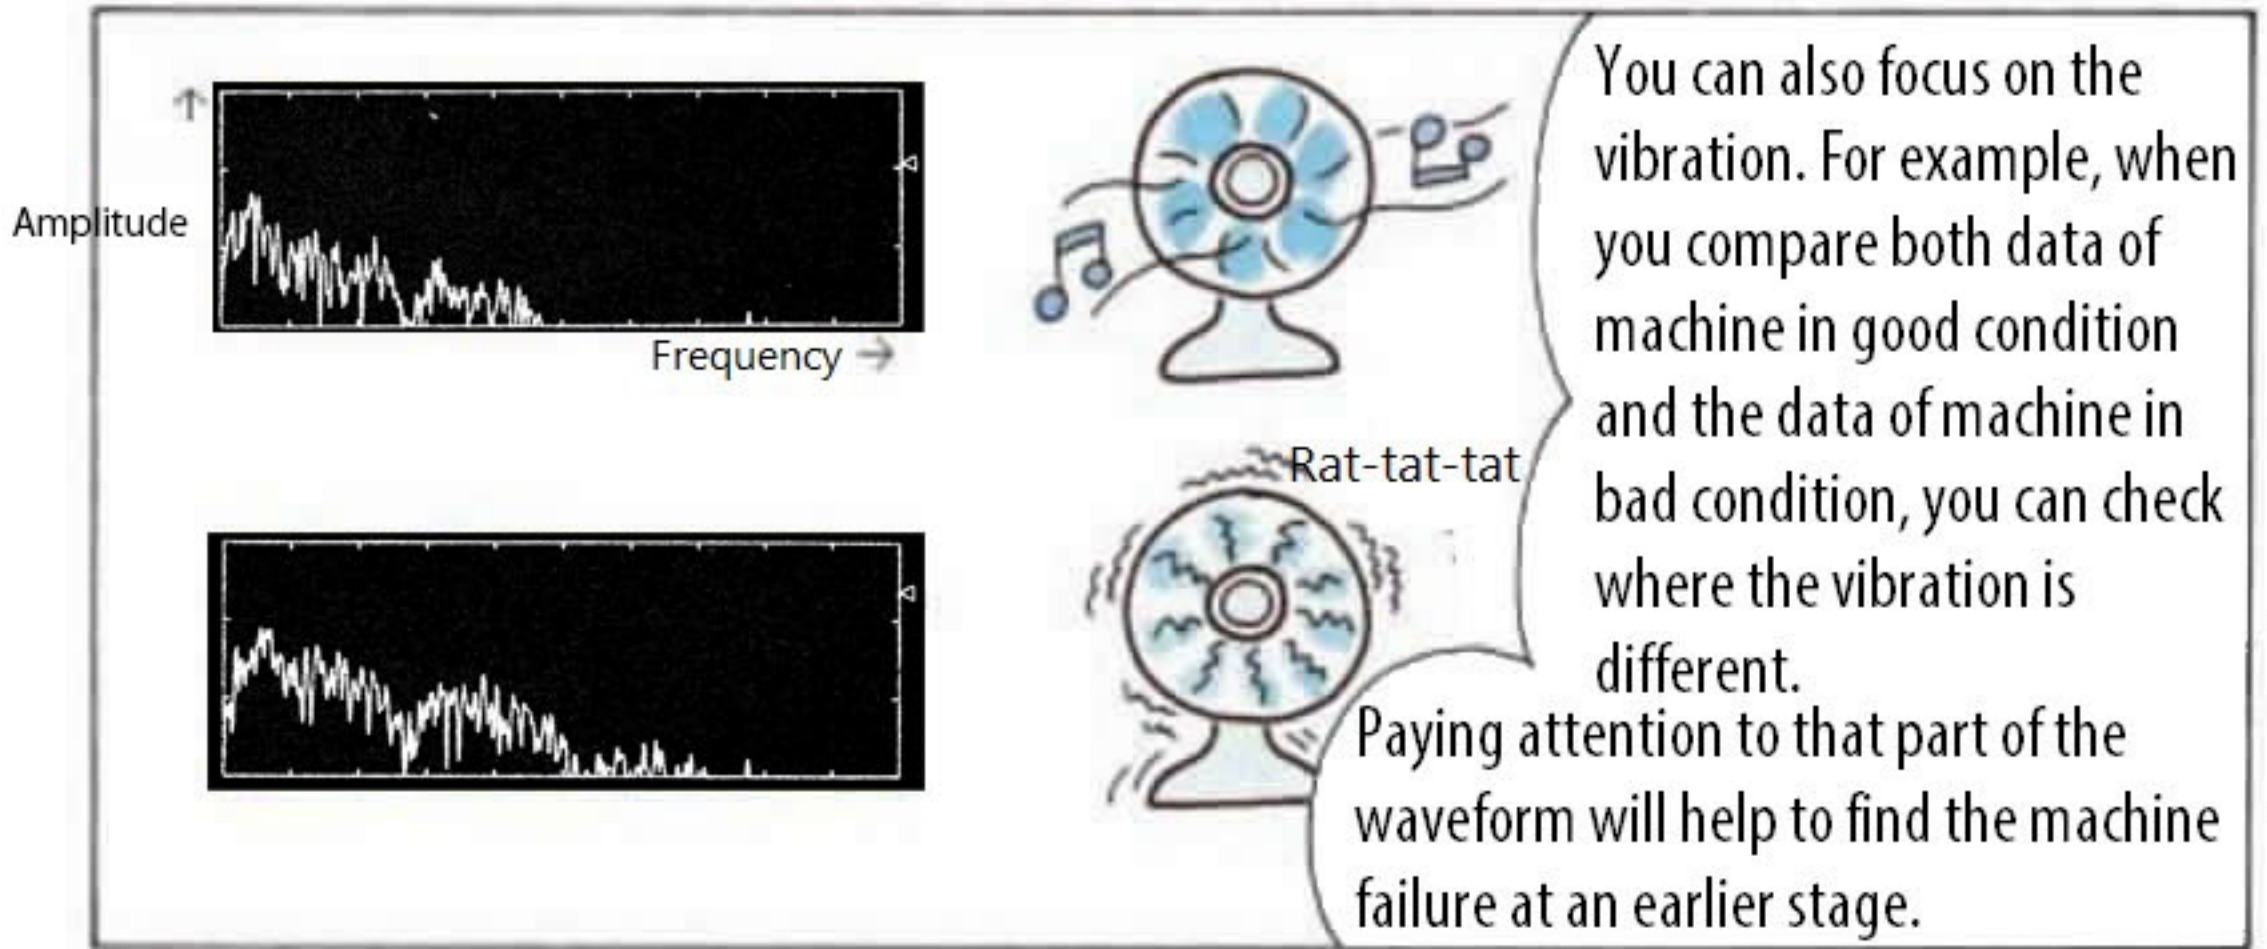 Amplitude
Frequency →
Rat-tat-tat
You can also focus on the
vibration. For example, when
you compare both data of
machine in good condition
and the data of machine in
bad condition, you can check
where the vibration is
different.
Paying attention to that part of the
waveform will help to find the machine
failure at an earlier stage.